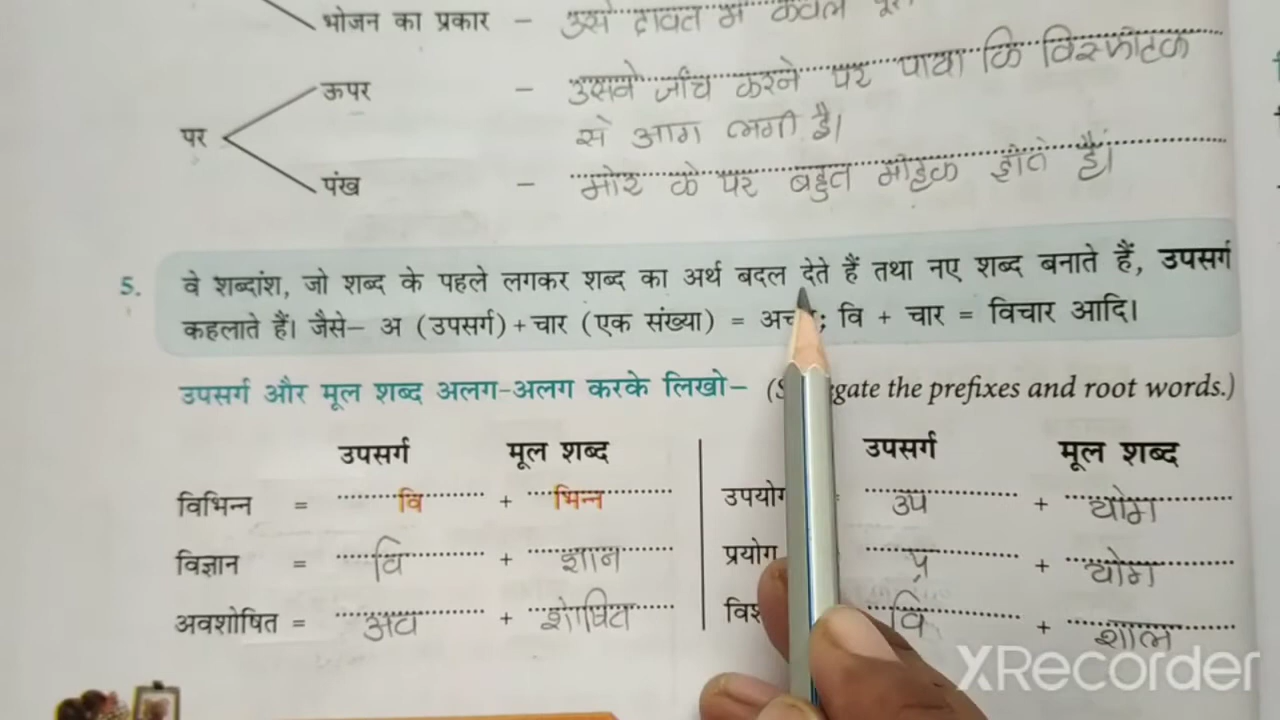 भोजन का प्रकार – उसे दावत में केवल
ऊपर – उसने जाँच करने पर पाया कि विस्फोटक
से आग लगी है।
पर
पंख – मोर के पर बहुत मोहक होते हैं।
5. वे शब्दांश, जो शब्द के पहले लगकर शब्द का अर्थ बदल देते हैं तथा नए शब्द बनाते हैं, उपसर्ग
कहलाते हैं। जैसे– अ (उपसर्ग) + चार (एक संख्या) = ; वि + चार = विचार आदि।
उपसर्ग और मूल शब्द अलग-अलग करके लिखो– the prefixes and root words.)
उपसर्ग मूल शब्द उपसर्ग मूल शब्द
विभिन्न = वि + भिन्न उप + योग
विज्ञान = वि + ज्ञान प्रयोग प्र + योग
अवशोषित = अव + शोषित वि + शाल
XRecorder